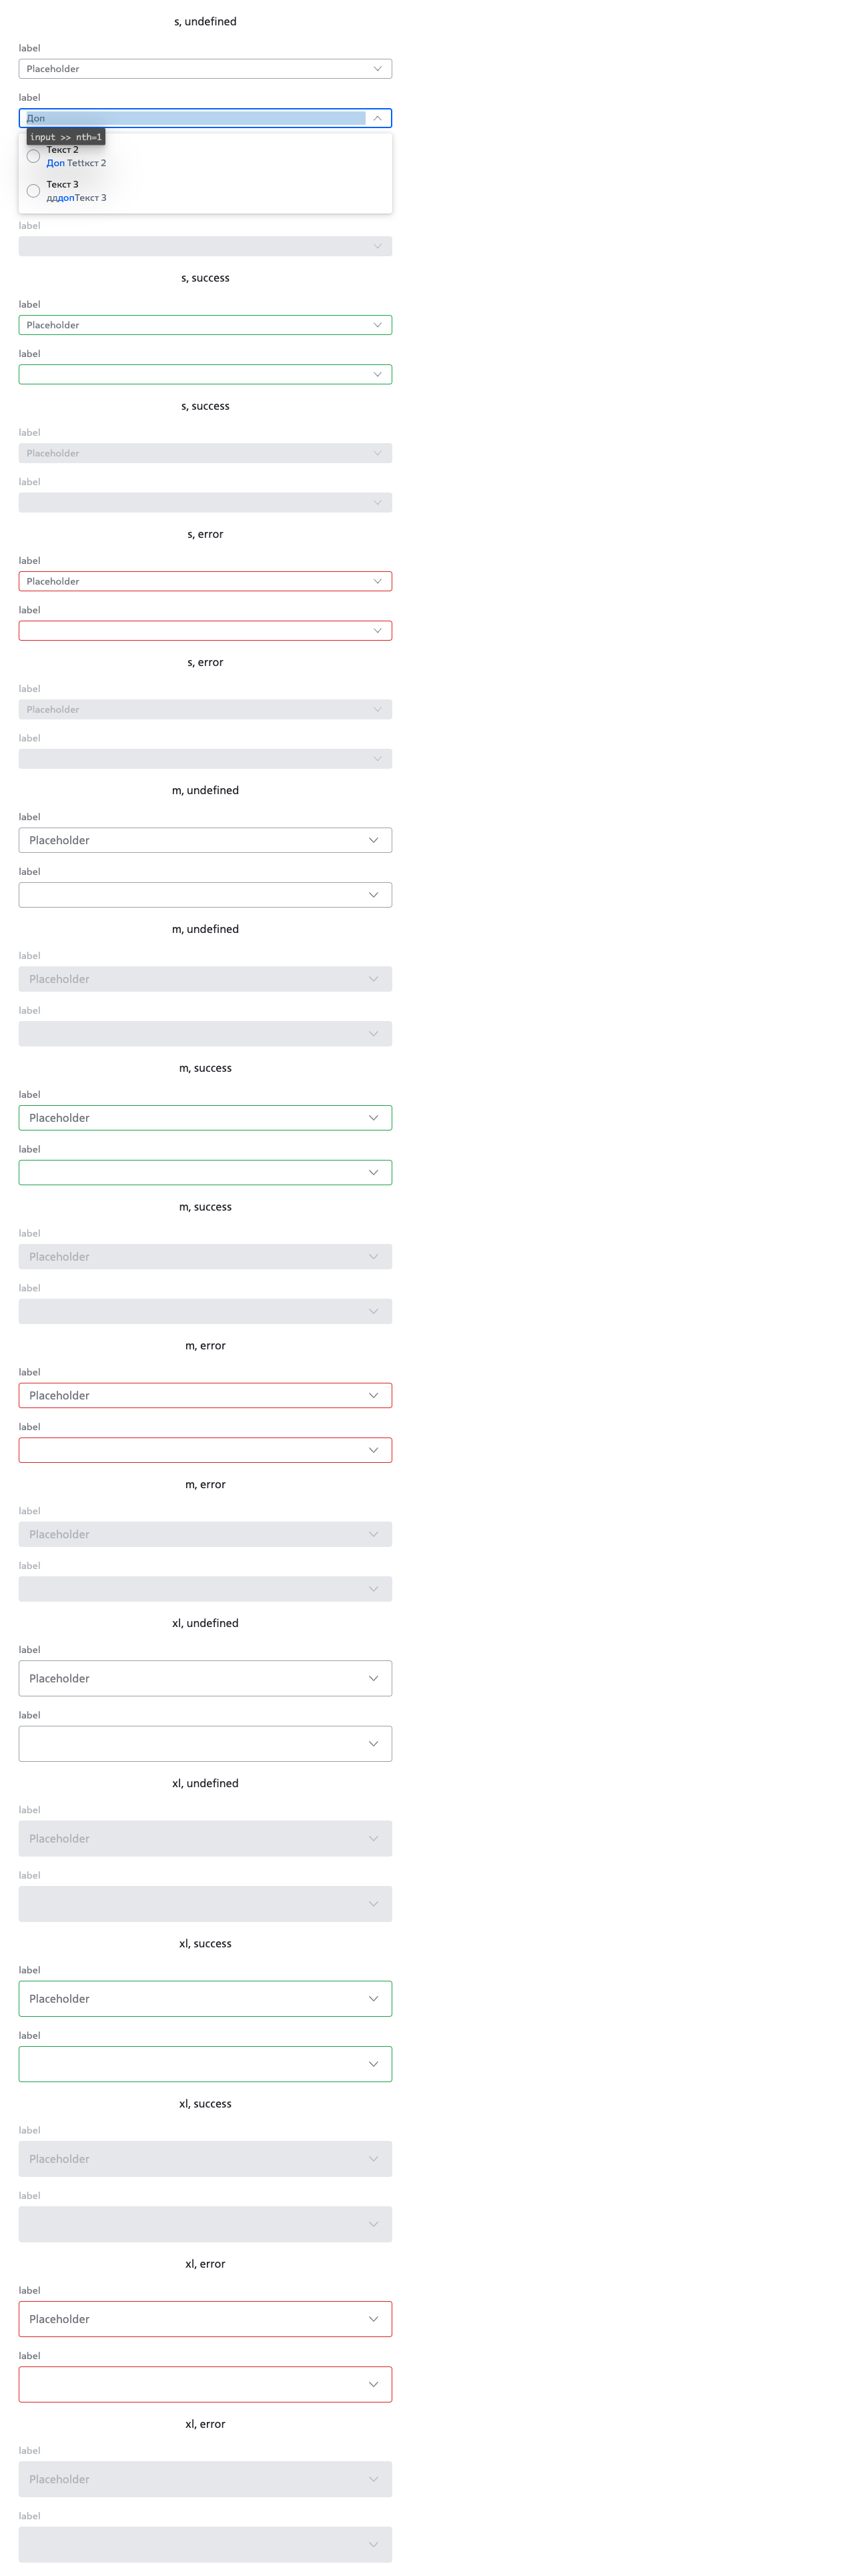 s, undefined
label
Placeholder
label
Доп
input >> nth=1
Текст 2
Доп Tettкст 2
Текст 3
дддопТекст 3
label
s, success
label
Placeholder
label
s, success
label
Placeholder
label
s, error
label
Placeholder
label
s, error
label
Placeholder
label
m, undefined
label
Placeholder
label
m, undefined
label
Placeholder
label
m, success
label
Placeholder
label
m, success
label
Placeholder
label
m, error
label
Placeholder
label
m, error
label
Placeholder
label
xl, undefined
label
Placeholder
label
xl, undefined
label
Placeholder
label
xl, success
label
Placeholder
label
xl, success
label
Placeholder
label
xl, error
label
Placeholder
label
xl, error
label
Placeholder
label